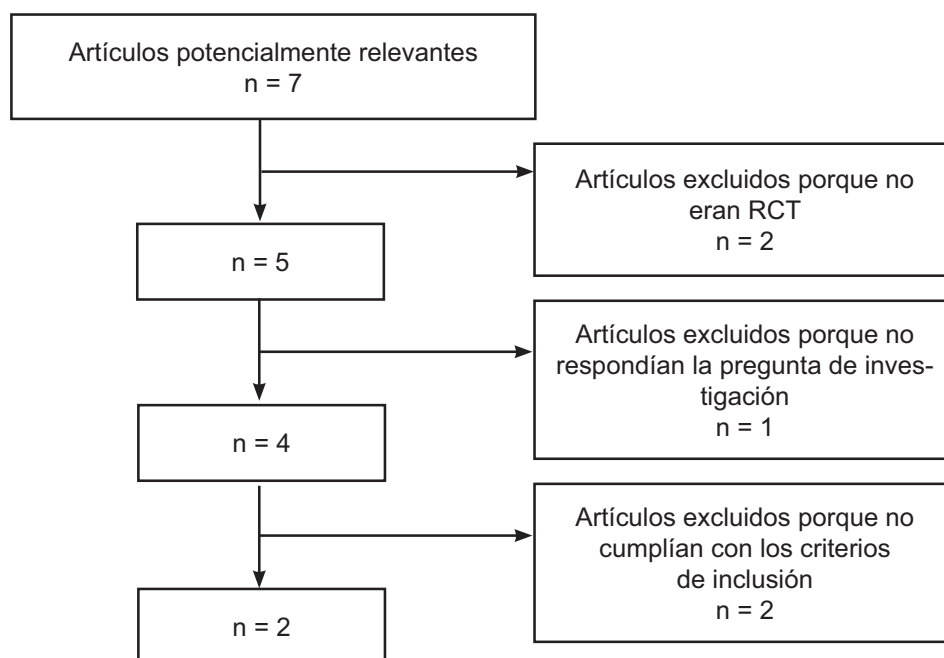 Artículos potencialmente relevantes
n = 7
Artículos excluidos porque no
eran RCT
n = 2
n = 5
Artículos excluidos porque no
respondían la pregunta de inves-
tigación
n = 1
n = 4
Artículos excluidos porque no
cumplían con los criterios
de inclusión
n = 2
n = 2